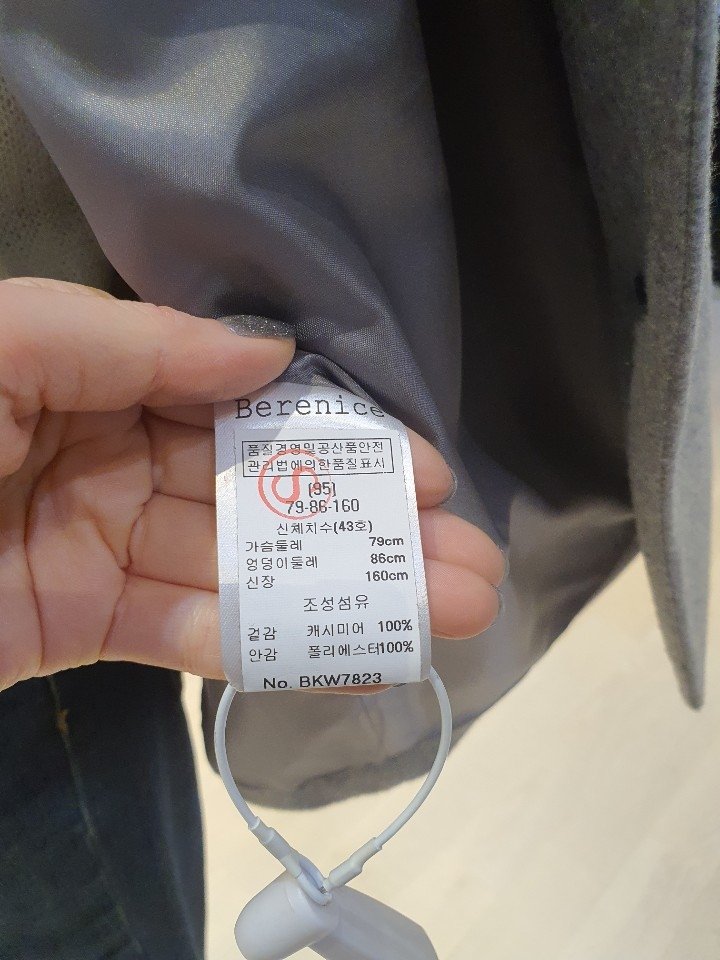 Berenice
품질경영및공산품안전
관리법에의한품질표시
(95)
79-86-160
신체치수(43호)
가슴둘레 79cm
엉덩이둘레 86cm
신장 160cm
조성섬유
겉감 캐시미어 100%
안감 폴리에스터100%
No. BKW7823